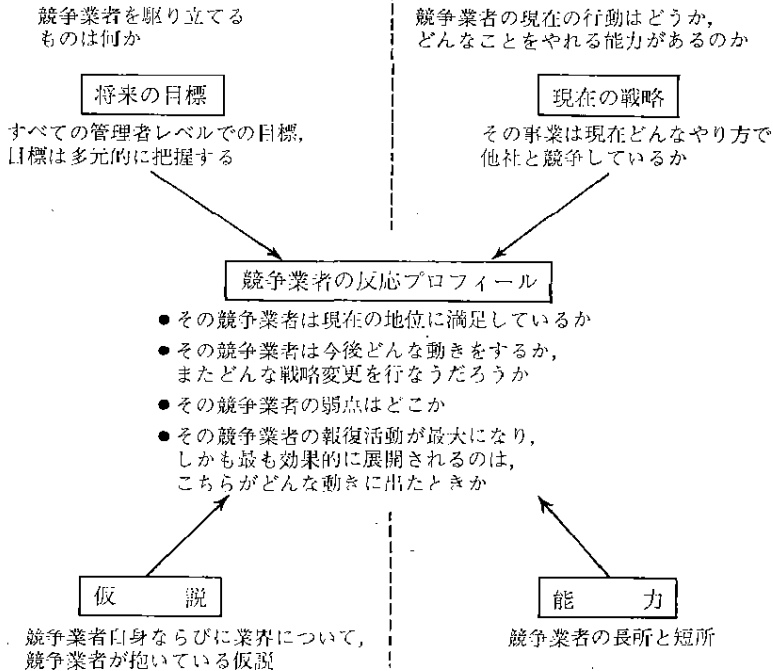 競争業者を駆り立てる
ものは何か
将来の目標
すべての管理者レベルでの目標,
目標は多元的に把握する
競争業者の現在の行動はどうか,
どんなことをやれる能力があるのか
現在の戦略
その事業は現在どんなやり方で
他社と競争しているか
競争業者の反応プロフィール
●その競争業者は現在の地位に満足しているか
●その競争業者は今後どんな動きをするか,
またどんな戦略変更を行なうだろうか
●その競争業者の弱点はどこか
●その競争業者の報復活動が最大になり,
しかも最も効果的に展開されるのは,
こちらがどんな動きに出たときか
仮　説
競争業者自身ならびに業界について,
競争業者が抱いている仮説
能　力
競争業者の長所と短所